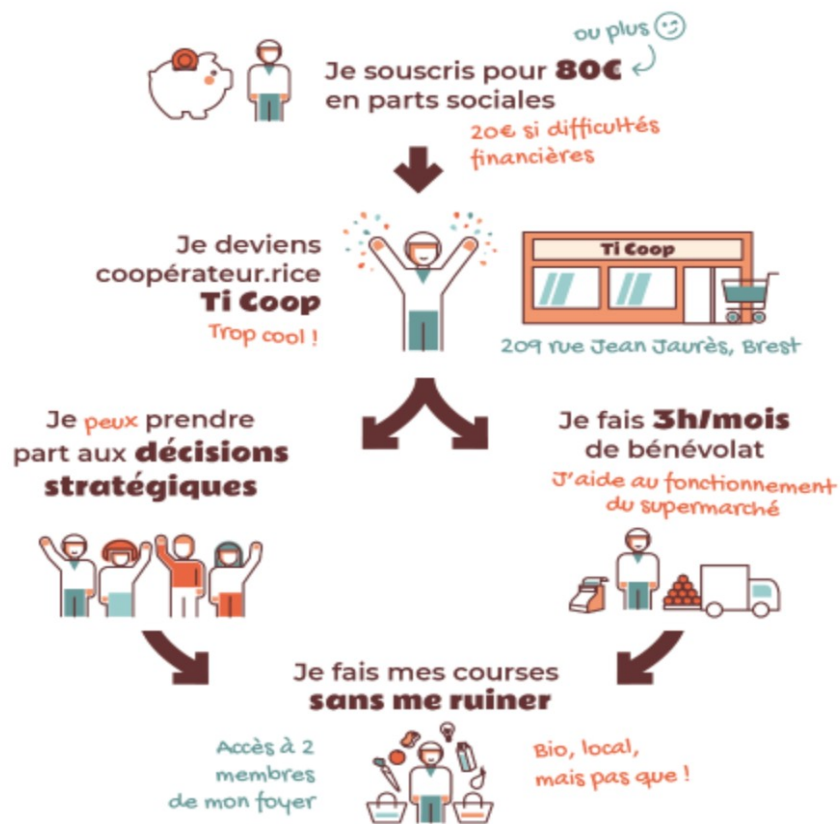 ou plus
Je souscris pour 80€
en parts sociales
20€ si difficultés
financières
Je deviens
coopérateur.rice
Ti Coop
Trop cool !
Ti Coop
209 rue Jean Jaurès, Brest
Je peux prendre
part aux décisions
stratégiques
Je fais 3h/mois
de bénévolat
J'aide au fonctionnement
du supermarché
Je fais mes courses
sans me ruiner
Accès à 2
membres
de mon foyer
Bio, local,
mais pas que !